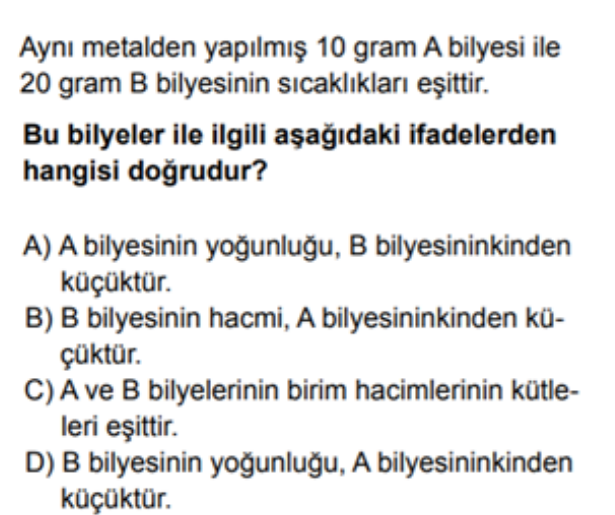 Aynı metalden yapılmış 10 gram A bilyesi ile
20 gram B bilyesinin sıcaklıkları eşittir.
Bu bilyeler ile ilgili aşağıdaki ifadelerden
hangisi doğrudur?
A) A bilyesinin yoğunluğu, B bilyesininkinden
küçüktür.
B) B bilyesinin hacmi, A bilyesininkinden kü-
çüktür.
C) A ve B bilyelerinin birim hacimlerinin kütle-
leri eşittir.
D) B bilyesinin yoğunluğu, A bilyesininkinden
küçüktür.